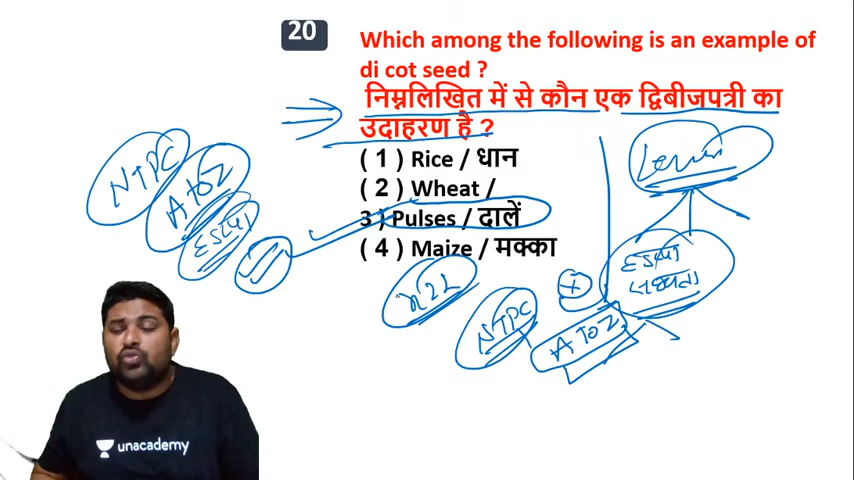 20
Which among the following is an example of
di cot seed ?
निम्नलिखित में से कौन एक द्विबीजपत्री का
उदाहरण है ?
( 1 ) Rice / धान
( 2 ) Wheat /
3 ) Pulses / दालें
( 4 ) Maize / मक्का
NTPC
A to Z
NTPC
A to Z
unacademy